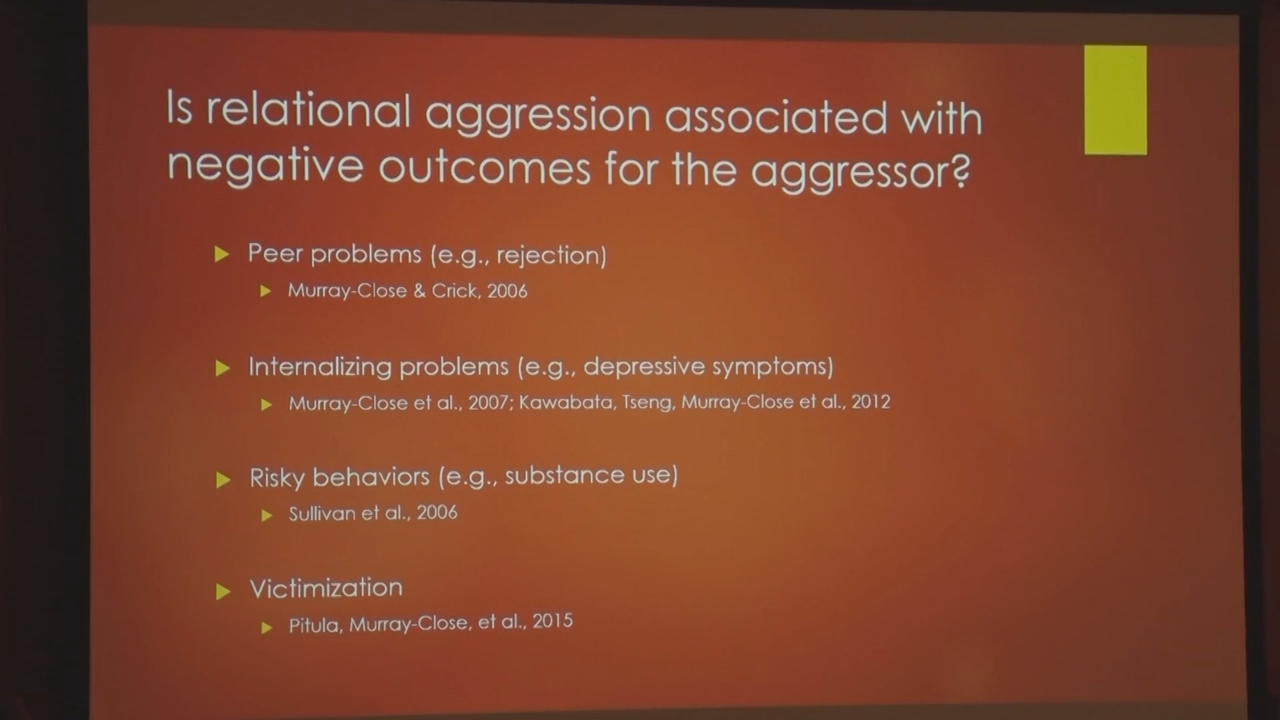 Is relational aggression associated with
negative outcomes for the aggressor?
Peer problems (e.g., rejection)
Murray-Close & Crick, 2006
Internalizing problems (e.g., depressive symptoms)
Murray-Close et al., 2007; Kawabata, Tseng, Murray-Close et al., 2012
Risky behaviors (e.g., substance use)
Sullivan et al., 2006
Victimization
Pitula, Murray-Close, et al., 2015